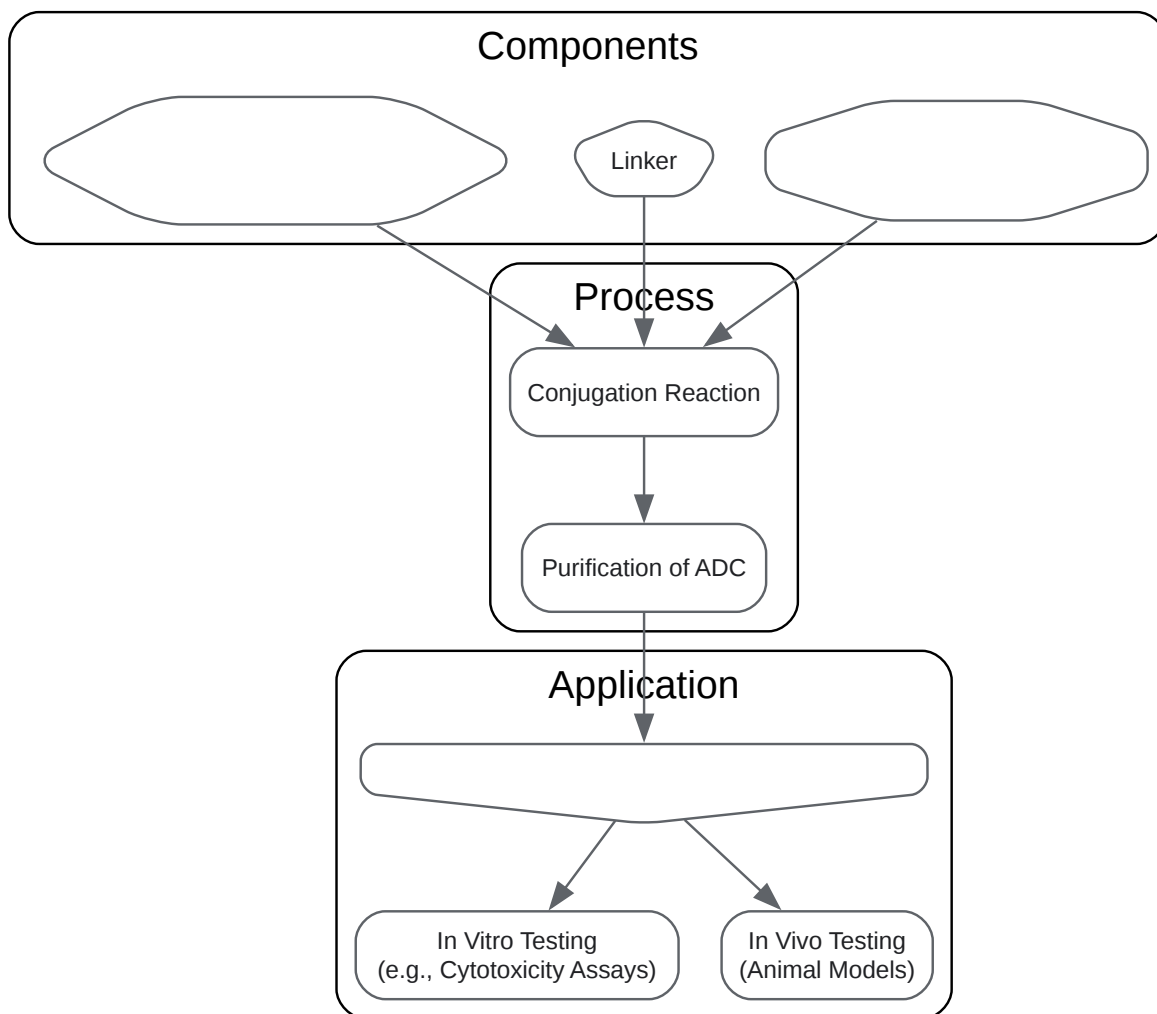 Components
Linker
Process
Conjugation Reaction
Purification of ADC
Application
In Vitro Testing
(e.g., Cytotoxicity Assays)
In Vivo Testing
(Animal Models)